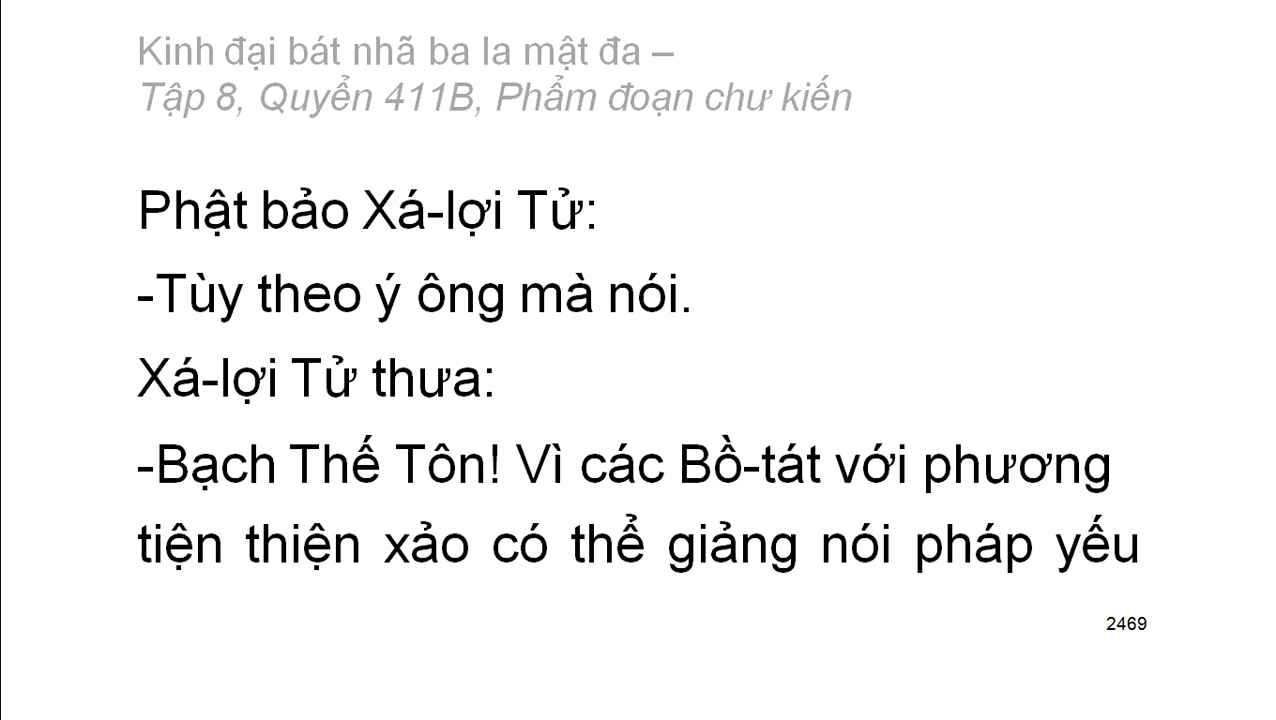 Kinh đại bát nhã ba la mật đa –
Tập 8, Quyển 411B, Phẩm đoạn chư kiến
Phật bảo Xá-lợi Tử:
-Tùy theo ý ông mà nói.
Xá-lợi Tử thưa:
-Bạch Thế Tôn! Vì các Bồ-tát với phương
tiện thiện xảo có thể giảng nói pháp yếu
2469